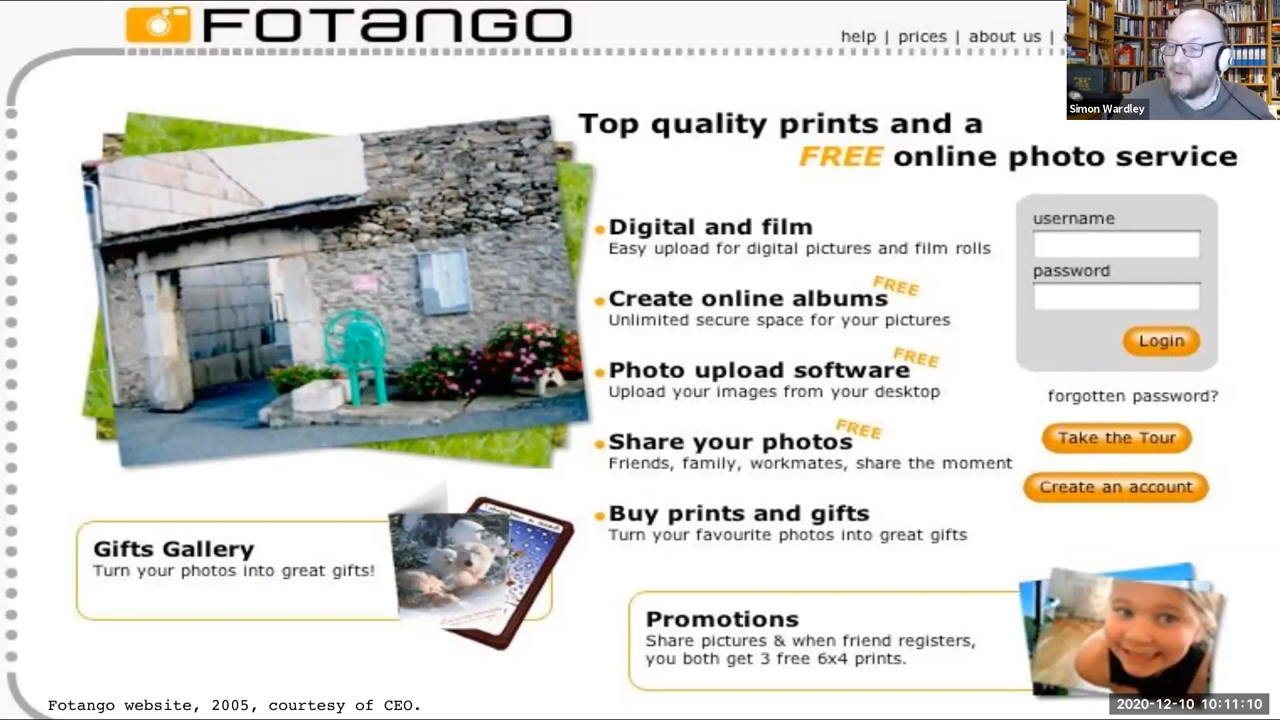 FOTANGO
help | prices | about us |
Simon Wardley
Top quality prints and a
FREE online photo service
Digital and film
Easy upload for digital pictures and film rolls
FREE
Create online albums
Unlimited secure space for your pictures
FREE
Photo upload software
Upload your images from your desktop
FREE
Share your photos
Friends, family, workmates, share the moment
Buy prints and gifts
Turn your favourite photos into great gifts
username
password
Login
forgotten password?
Take the Tour
Create an account
Gifts Gallery
Turn your photos into great gifts!
Promotions
Share pictures & when friend registers,
you both get 3 free 6x4 prints.
Fotango website, 2005, courtesy of CEO.
2020-12-10 10:11:10